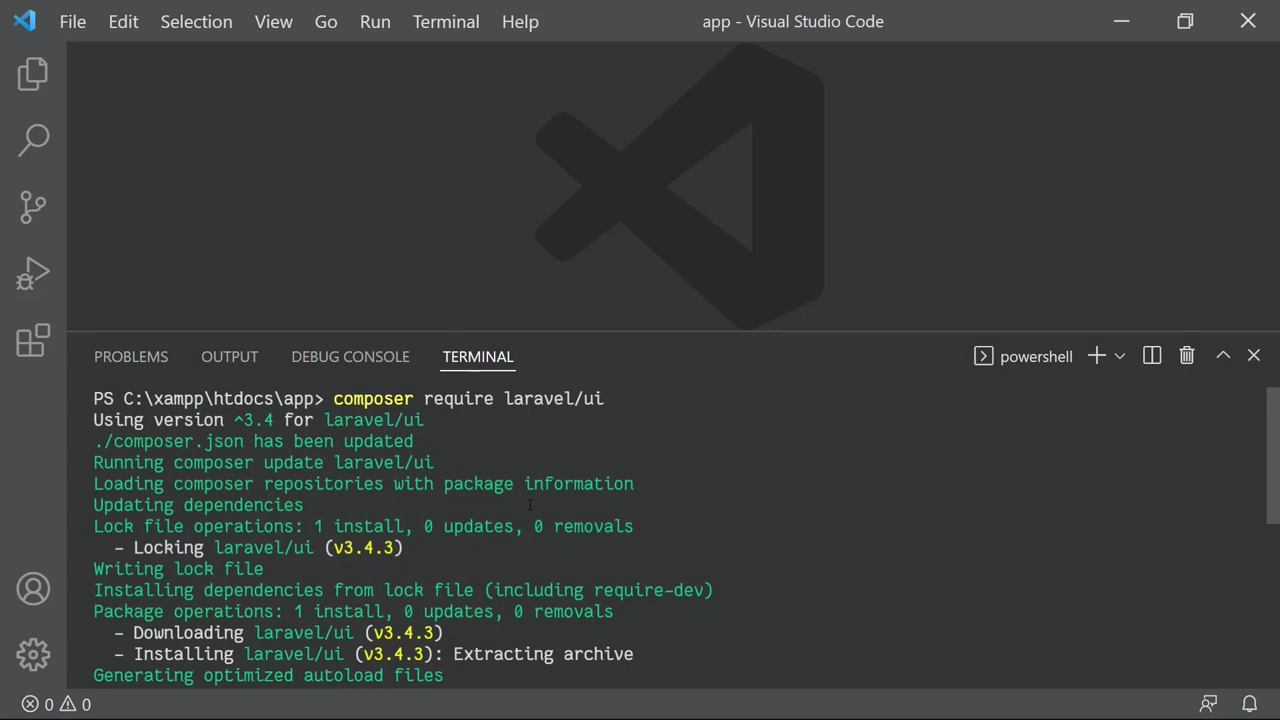 File Edit Selection View Go Run Terminal Help app - Visual Studio Code
PROBLEMS OUTPUT DEBUG CONSOLE TERMINAL powershell
PS C:\xampp\htdocs\app> composer require laravel/ui
Using version ^3.4 for laravel/ui
./composer.json has been updated
Running composer update laravel/ui
Loading composer repositories with package information
Updating dependencies
Lock file operations: 1 install, 0 updates, 0 removals
  - Locking laravel/ui (v3.4.3)
Writing lock file
Installing dependencies from lock file (including require-dev)
Package operations: 1 install, 0 updates, 0 removals
  - Downloading laravel/ui (v3.4.3)
  - Installing laravel/ui (v3.4.3): Extracting archive
Generating optimized autoload files
0 0